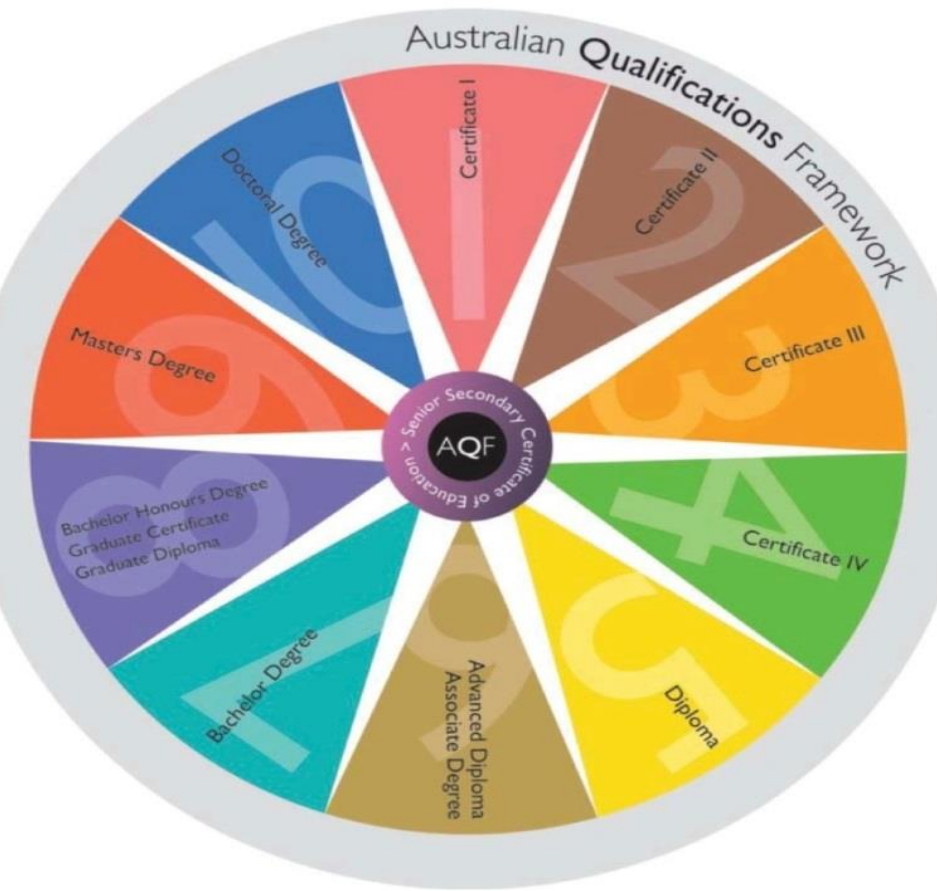 Australian Qualifications Framework
1
Certificate I
2
Certificate II
3
Certificate III
4
Certificate IV
5
Diploma
6
Advanced Diploma
Associate Degree
7
Bachelor Degree
8
Bachelor Honours Degree
Graduate Certificate
Graduate Diploma
9
Masters Degree
10
Doctoral Degree
Senior Secondary Certificate of Education >
AQF